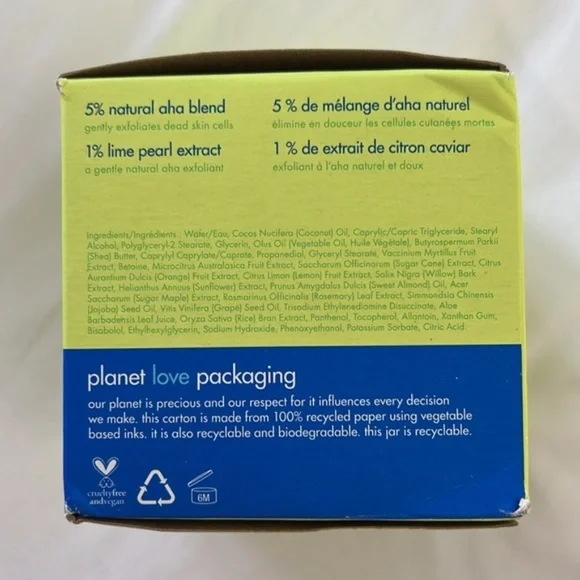 5% natural aha blend
gently exfoliates dead skin cells
1% lime pearl extract
a gentle natural aha exfoliant
5 % de mélange d'aha naturel
élimine en douceur les cellules cutanées mortes
1 % de extrait de citron caviar
exfoliant à l'aha naturel et doux
Ingredients/Ingrédients : Water/Eau, Cocos Nucifera (Coconut) Oil, Caprylic/Capric Triglyceride, Stearyl
Alcohol, Polyglyceryl-2 Stearate, Glycerin, Olus Oil (Vegetable Oil, Huile Végétale), Butyrospermum Parkii
(Shea) Butter, Caprylyl Caprylate/Caprate, Propanediol, Glyceryl Stearate, Vaccinium Myrtillus Fruit
Extract, Betaine, Microcitrus Australasica Fruit Extract, Saccharum Officinarum (Sugar Cane) Extract, Citrus
Aurantium Dulcis (Orange) Fruit Extract, Citrus Limon (Lemon) Fruit Extract, Salix Nigra (Willow) Bark
Extract, Helianthus Annuus (Sunflower) Extract, Prunus Amygdalus Dulcis (Sweet Almond) Oil, Acer
Saccharum (Sugar Maple) Extract, Rosmarinus Officinalis (Rosemary) Leaf Extract, Simmondsia Chinensis
(Jojoba) Seed Oil, Vitis Vinifera (Grape) Seed Oil, Trisodium Ethylenediamine Disuccinate, Aloe
Barbadensis Leaf Juice, Oryza Sativa (Rice) Bran Extract, Panthenol, Tocopherol, Allantoin, Xanthan Gum,
Bisabolol, Ethylhexylglycerin, Sodium Hydroxide, Phenoxyethanol, Potassium Sorbate, Citric Acid.
planet love packaging
our planet is precious and our respect for it influences every decision
we make. this carton is made from 100% recycled paper using vegetable
based inks. it is also recyclable and biodegradable. this jar is recyclable.
crueltyfree
andvegan
6M